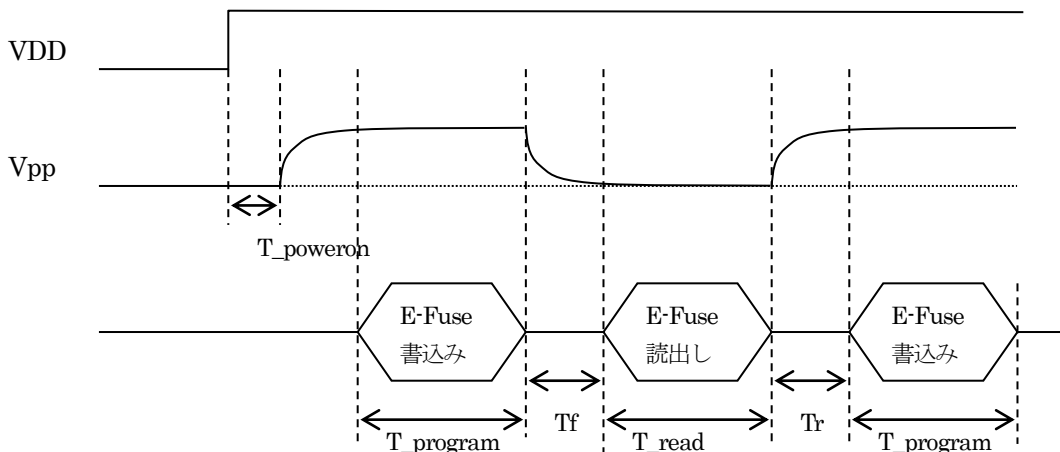 VDD
Vpp
T_poweron
E-Fuse
書込み
E-Fuse
読出し
E-Fuse
書込み
T_program
Tf
T_read
Tr
T_program